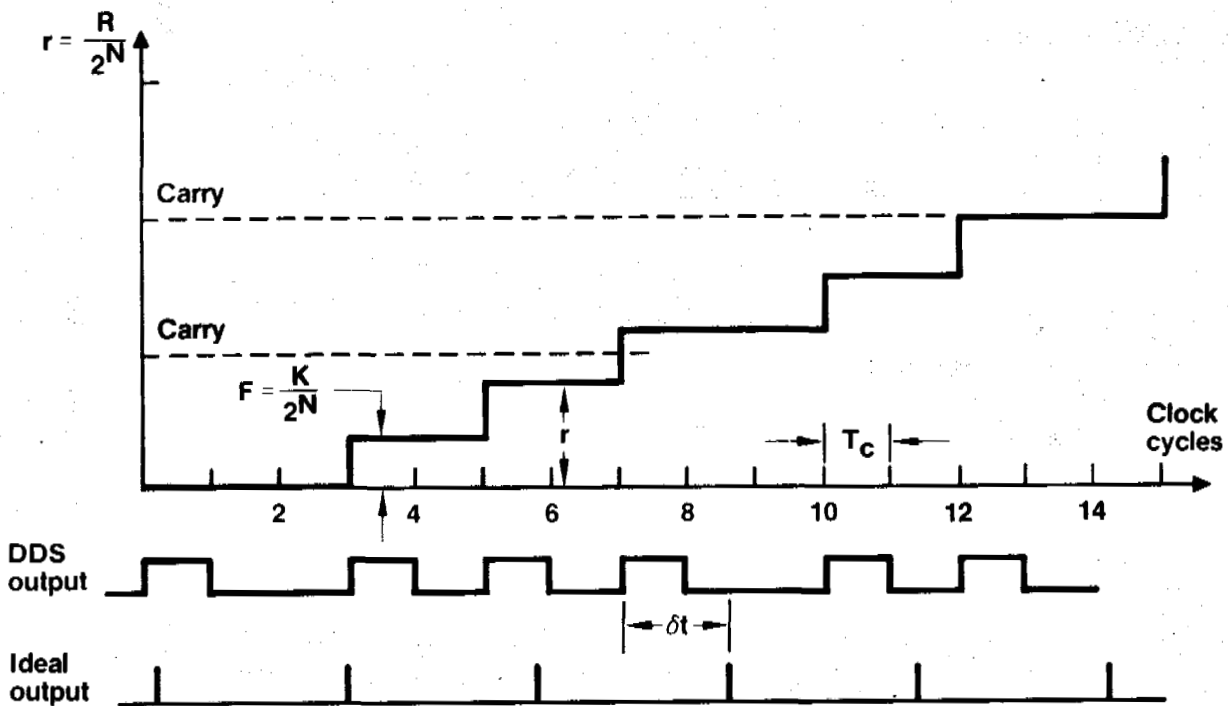 r = R / 2^N
Carry
Carry
F = K / 2^N
r
T_C
Clock
cycles
2 4 6 8 10 12 14
DDS
output
δt
Ideal
output